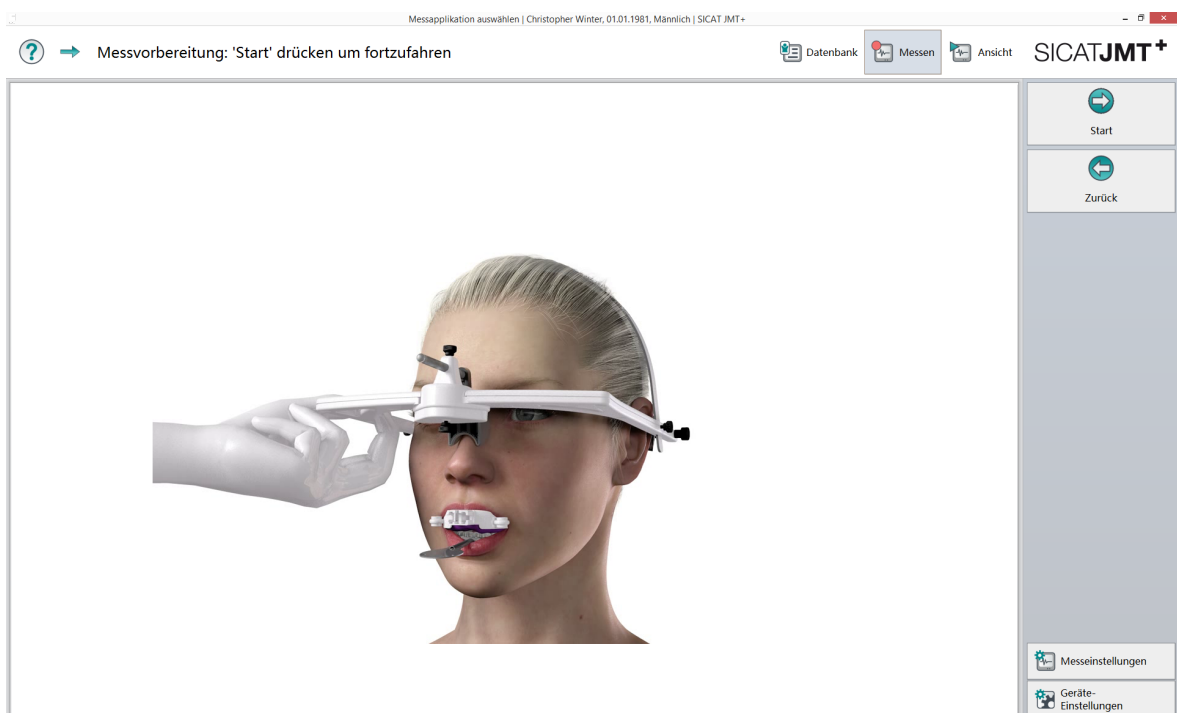 Messapplikation auswählen | Christopher Winter, 01.01.1981, Männlich | SICAT JMT+
? Messvorbereitung: 'Start' drücken um fortzufahren
Datenbank
Messen
Ansicht
SICATJMT+
Start
Zurück
Messeinstellungen
Geräte-
Einstellungen